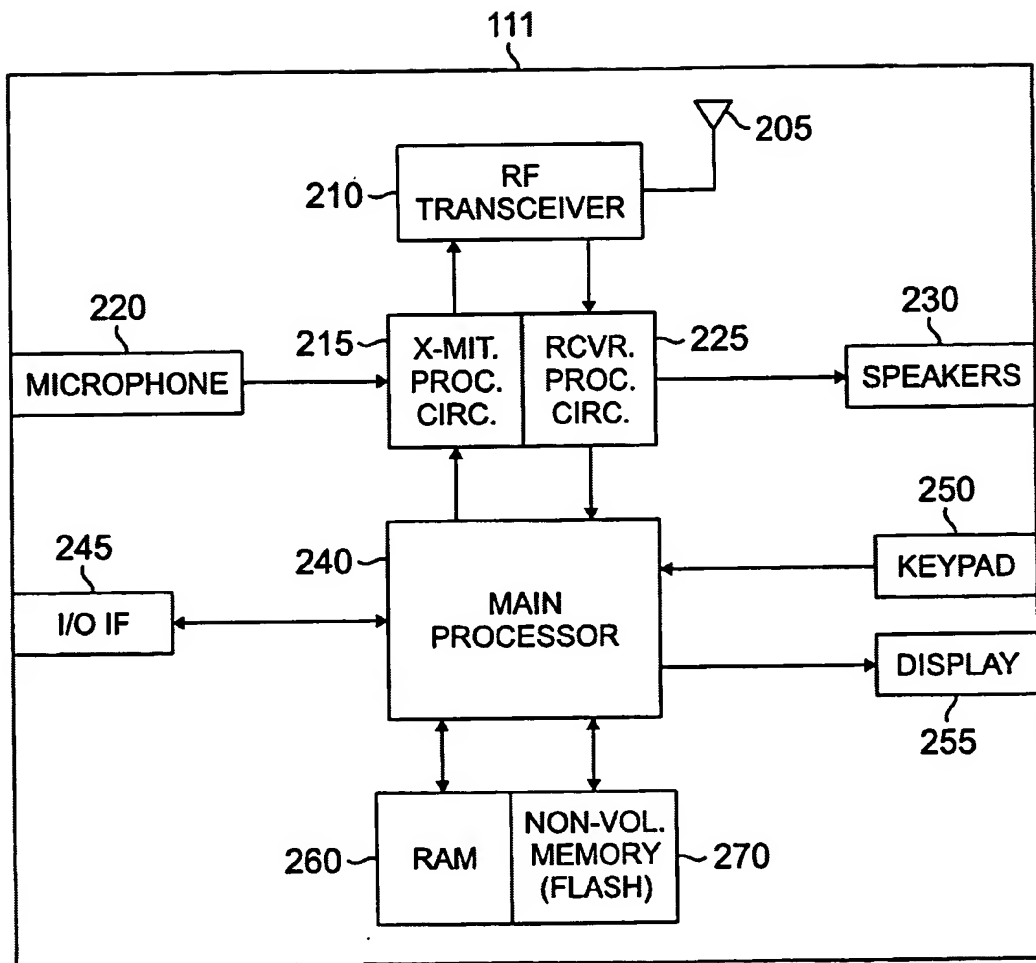 111
205
210
RF
TRANSCEIVER
220
MICROPHONE
215
X-MIT.
PROC.
CIRC.
RCVR.
PROC.
CIRC.
225
230
SPEAKERS
245
I/O IF
240
MAIN
PROCESSOR
250
KEYPAD
DISPLAY
255
260
RAM
NON-VOL.
MEMORY
(FLASH)
270